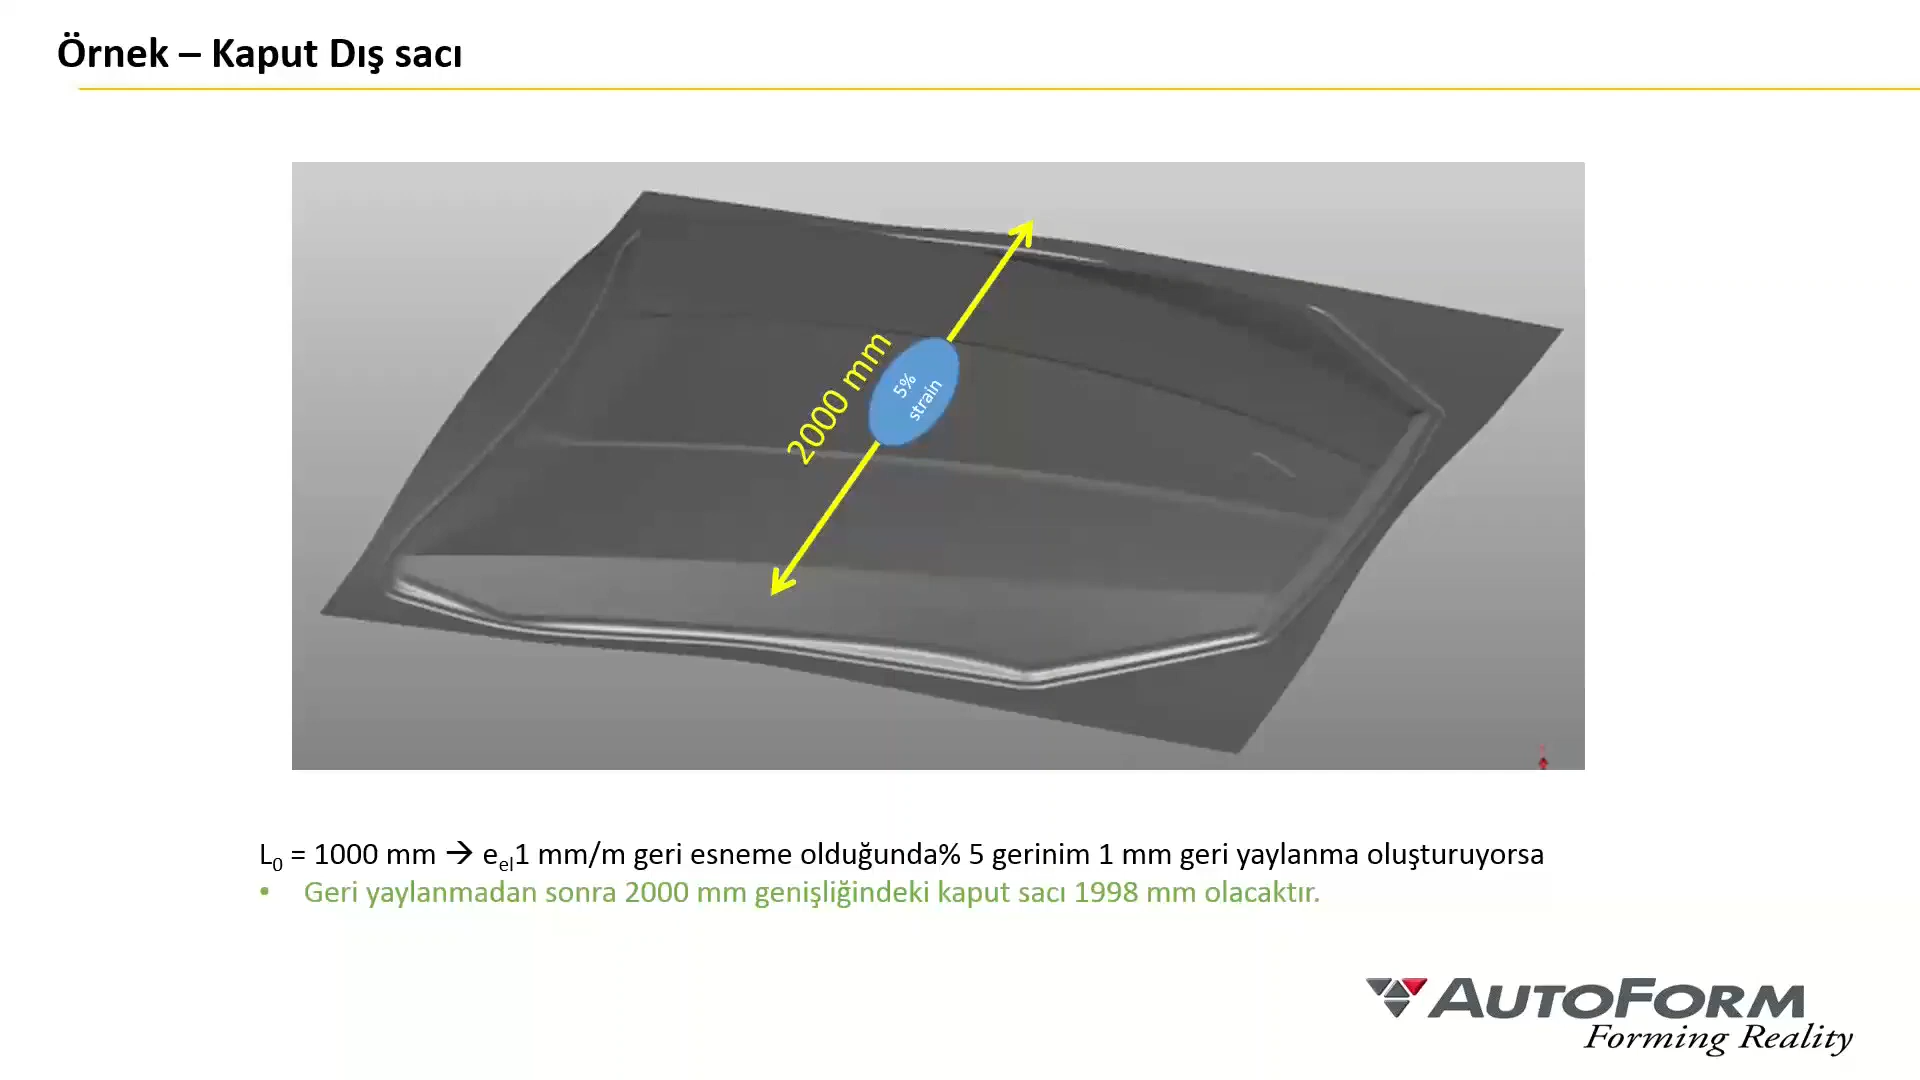 Örnek – Kaput Dış sacı
2000 mm
5%
strain
L0 = 1000 mm → eel1 mm/m geri esneme olduğunda% 5 gerinim 1 mm geri yaylanma oluşturuyorsa
• Geri yaylanmadan sonra 2000 mm genişliğindeki kaput sacı 1998 mm olacaktır.
AUTOFORM
Forming Reality